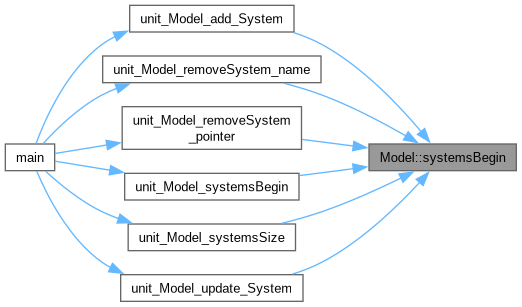 unit_Model_add_System
unit_Model_removeSystem_name
unit_Model_removeSystem
_pointer
main
Model::systemsBegin
unit_Model_systemsBegin
unit_Model_systemsSize
unit_Model_update_System